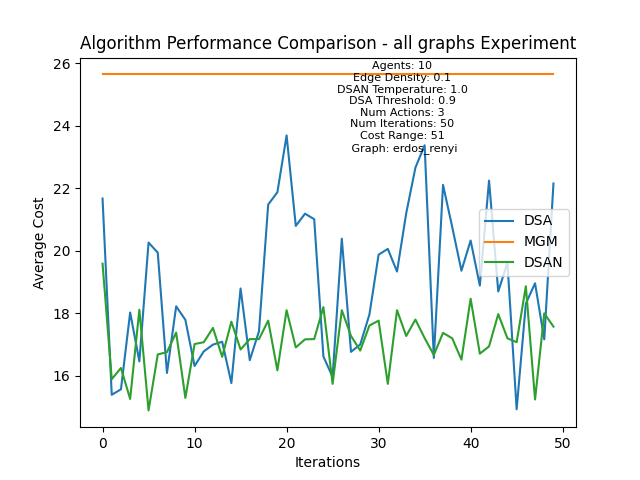 Algorithm Performance Comparison - all graphs Experiment
26
24
22
20
18
16
Average Cost
Agents: 10
Edge Density: 0.1
DSAN Temperature: 1.0
DSA Threshold: 0.9
Num Actions: 3
Num Iterations: 50
Cost Range: 51
Graph: erdos_renyi
DSA
MGM
DSAN
0 10 20 30 40 50
Iterations